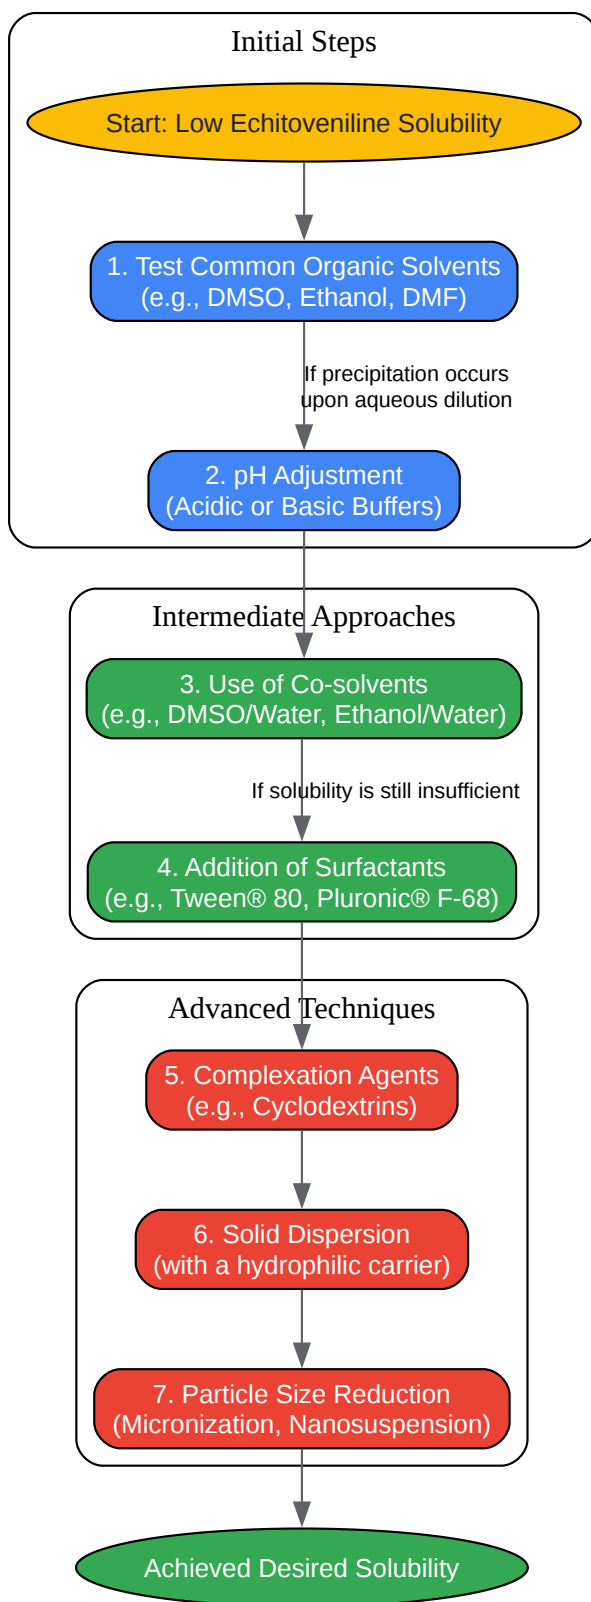 Initial Steps
Start: Low Echitoveniline Solubility
1. Test Common Organic Solvents
(e.g., DMSO, Ethanol, DMF)
If precipitation occurs
upon aqueous dilution
2. pH Adjustment
(Acidic or Basic Buffers)
Intermediate Approaches
3. Use of Co-solvents
(e.g., DMSO/Water, Ethanol/Water)
If solubility is still insufficient
4. Addition of Surfactants
(e.g., Tween® 80, Pluronic® F-68)
Advanced Techniques
5. Complexation Agents
(e.g., Cyclodextrins)
6. Solid Dispersion
(with a hydrophilic carrier)
7. Particle Size Reduction
(Micronization, Nanosuspension)
Achieved Desired Solubility